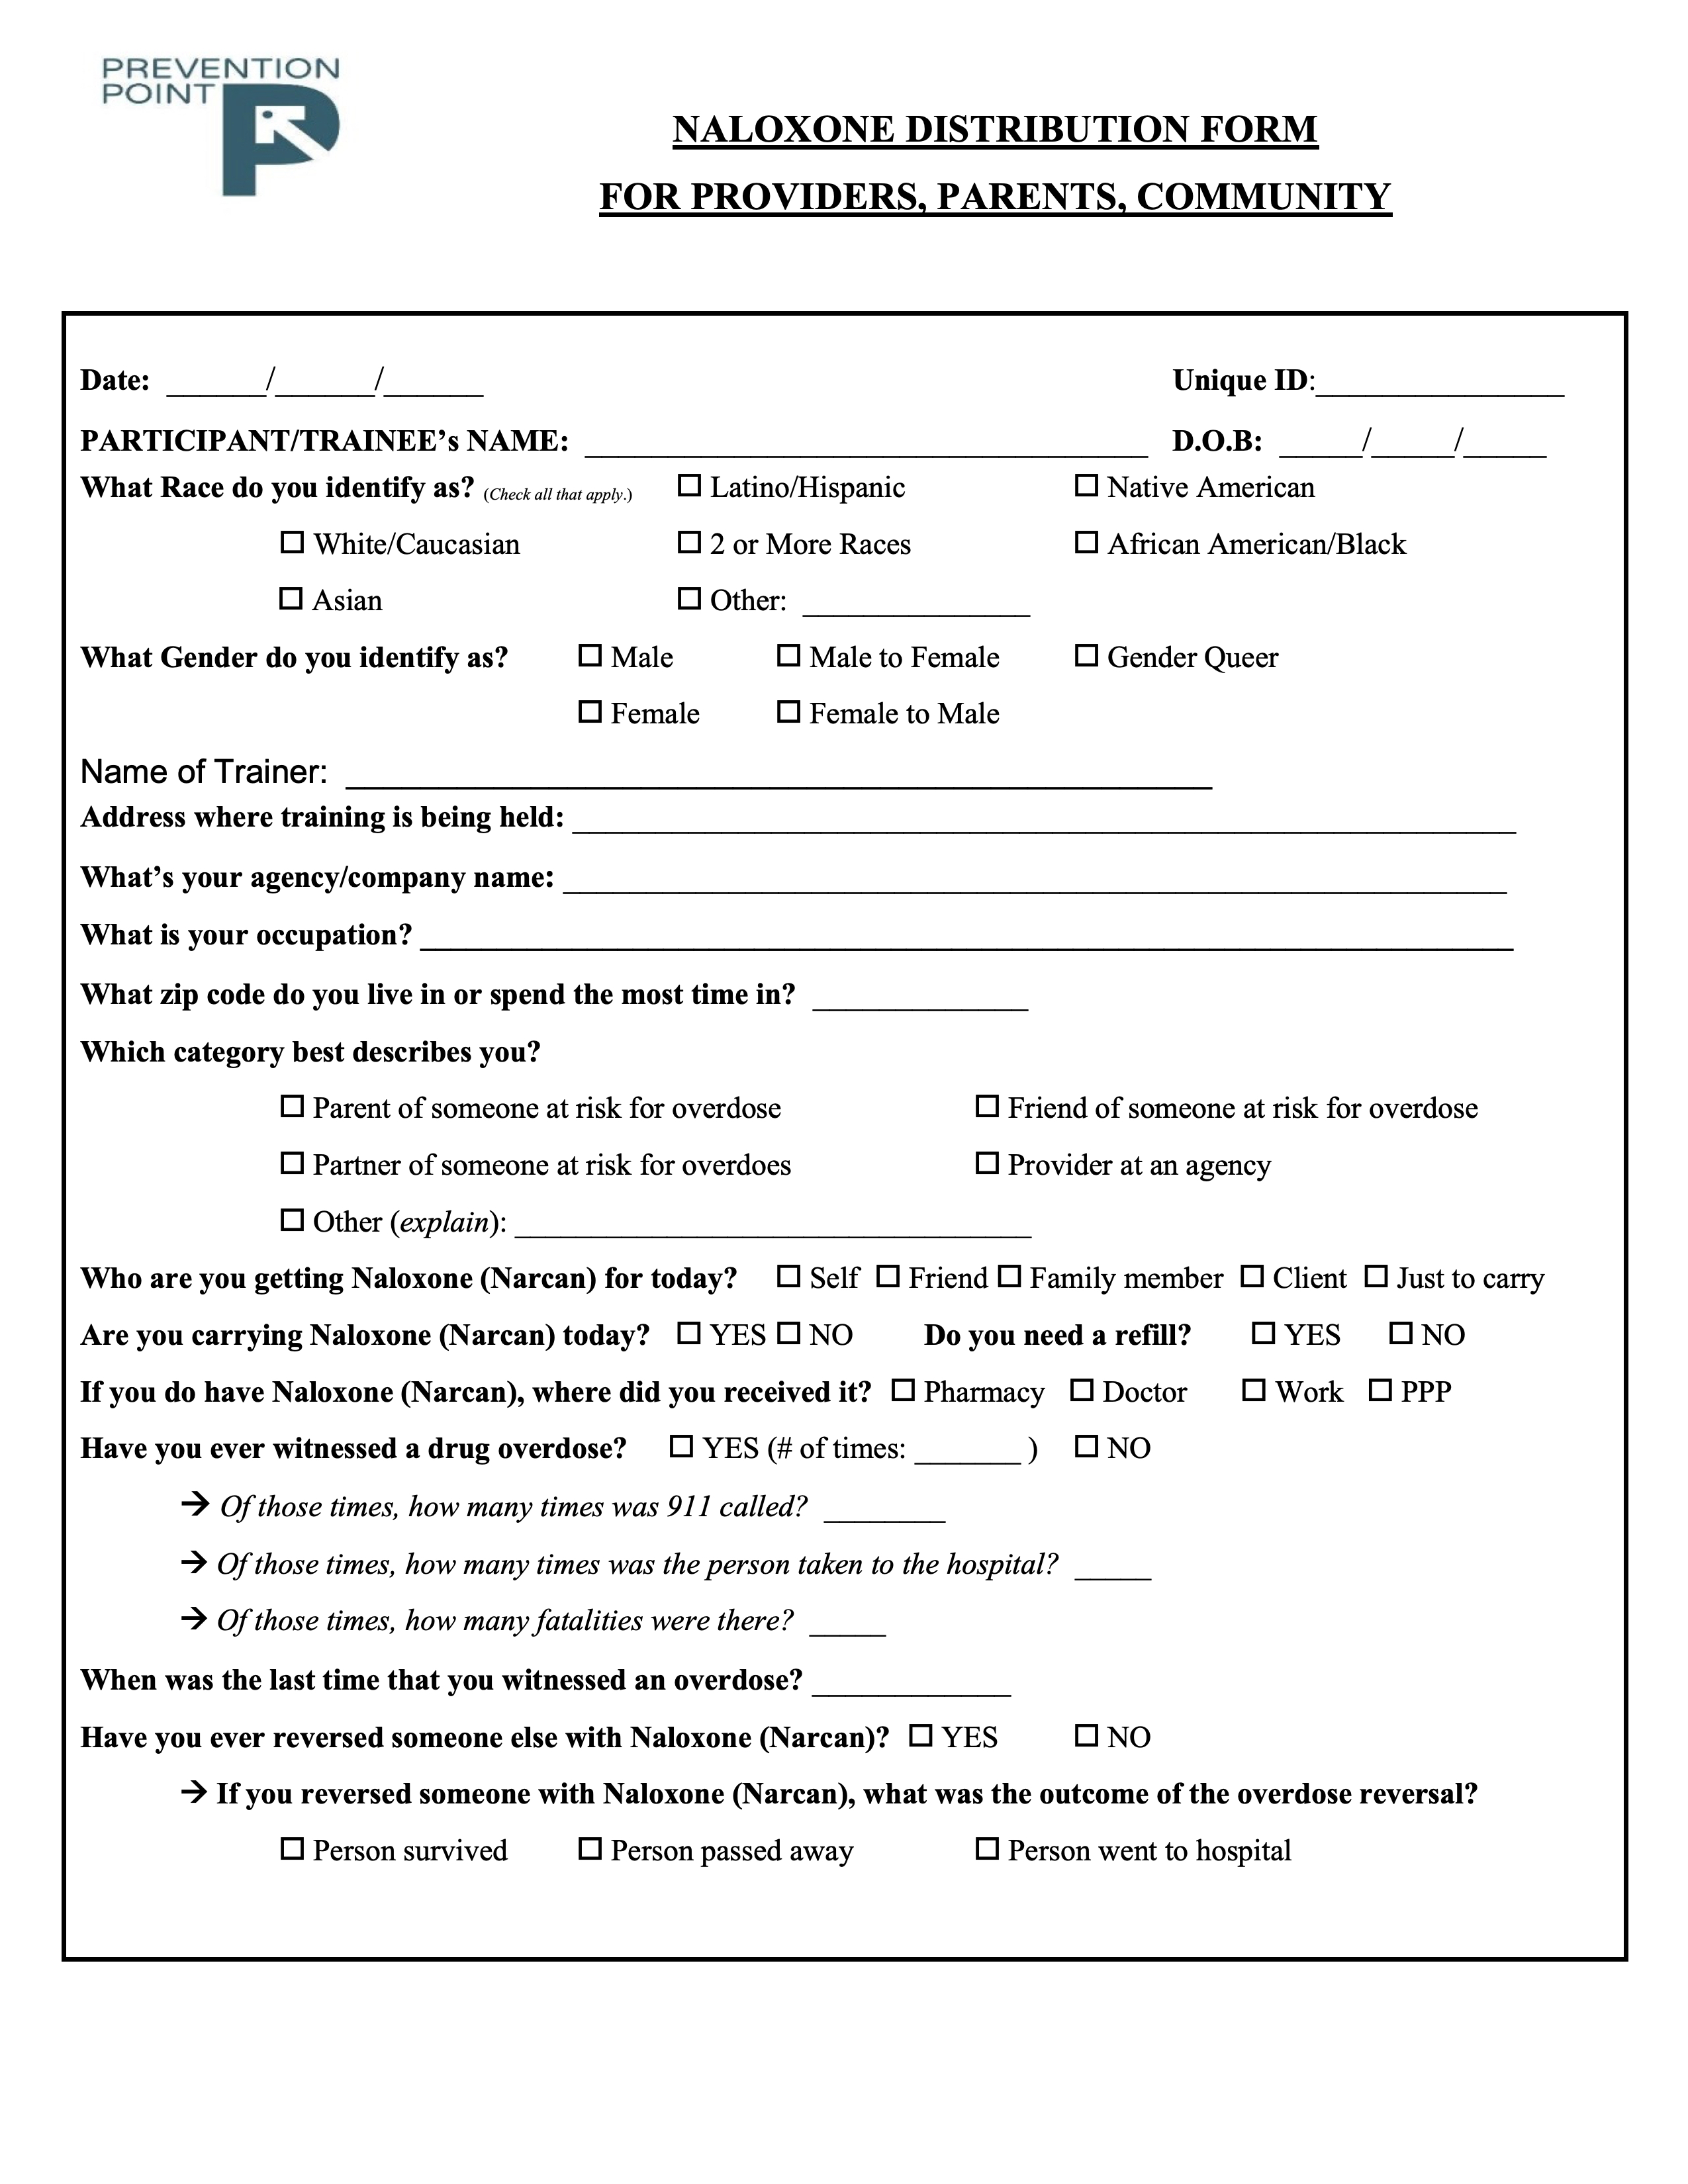 PREVENTION
POINT
NALOXONE DISTRIBUTION FORM
FOR PROVIDERS, PARENTS, COMMUNITY
Date: ______/______/______ Unique ID:_______________
PARTICIPANT/TRAINEE’s NAME: __________________________________ D.O.B: _____/_____/_____
What Race do you identify as? (Check all that apply.) ☐ Latino/Hispanic ☐ Native American
☐ White/Caucasian ☐ 2 or More Races ☐ African American/Black
☐ Asian ☐ Other: _______________
What Gender do you identify as? ☐ Male ☐ Male to Female ☐ Gender Queer
☐ Female ☐ Female to Male
Name of Trainer: _______________________________________________
Address where training is being held: _________________________________________________________
What’s your agency/company name: _________________________________________________________
What is your occupation? __________________________________________________________________
What zip code do you live in or spend the most time in? _____________
Which category best describes you?
☐ Parent of someone at risk for overdose ☐ Friend of someone at risk for overdose
☐ Partner of someone at risk for overdoes ☐ Provider at an agency
☐ Other (explain): __________________________________
Who are you getting Naloxone (Narcan) for today? ☐ Self ☐ Friend ☐ Family member ☐ Client ☐ Just to carry
Are you carrying Naloxone (Narcan) today? ☐ YES ☐ NO Do you need a refill? ☐ YES ☐ NO
If you do have Naloxone (Narcan), where did you received it? ☐ Pharmacy ☐ Doctor ☐ Work ☐ PPP
Have you ever witnessed a drug overdose? ☐ YES (# of times: _______ ) ☐ NO
→ Of those times, how many times was 911 called? ________
→ Of those times, how many times was the person taken to the hospital? _____
→ Of those times, how many fatalities were there? _____
When was the last time that you witnessed an overdose? ____________
Have you ever reversed someone else with Naloxone (Narcan)? ☐ YES ☐ NO
→ If you reversed someone with Naloxone (Narcan), what was the outcome of the overdose reversal?
☐ Person survived ☐ Person passed away ☐ Person went to hospital